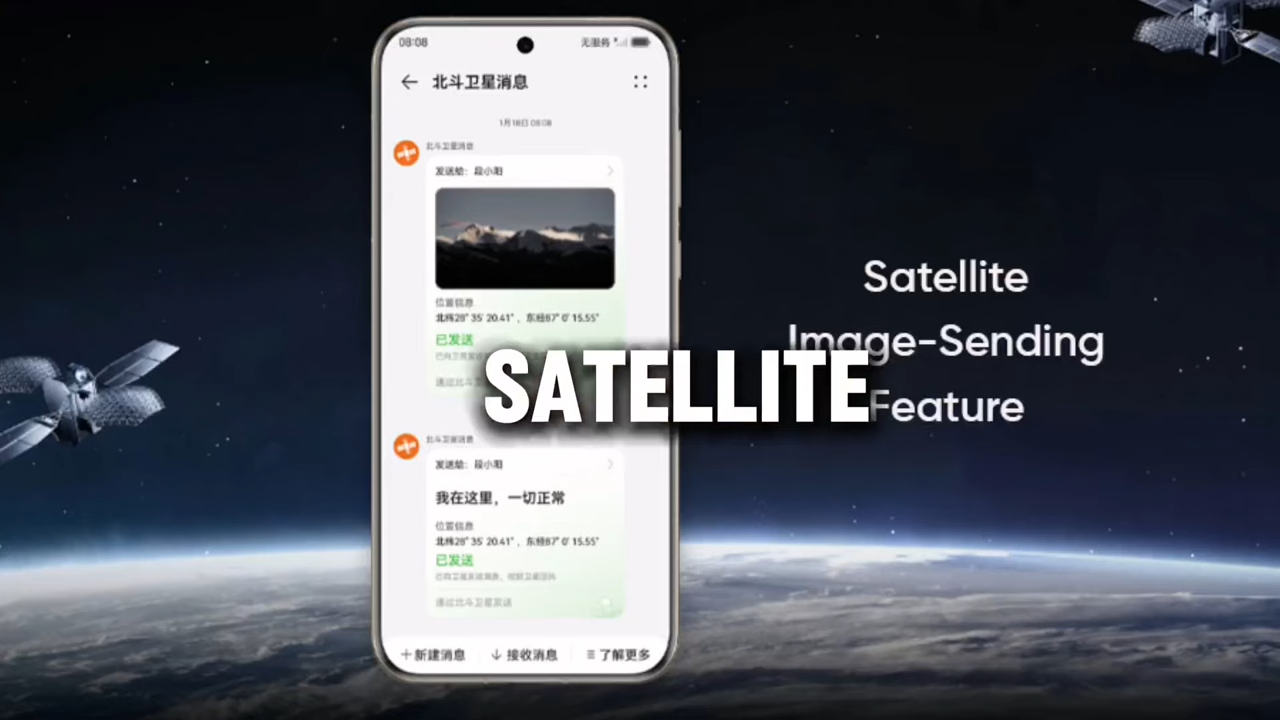 08:08
无服务
北斗卫星消息
1月18日 08:08
北斗卫星消息
发送给：段小阳
位置信息
北纬28° 35' 20.41"，东经87° 0' 15.55"
已发送
SATELLITE
北斗卫星消息
发送给：段小阳
我在这里，一切正常
位置信息
北纬28° 35' 20.41"，东经87° 0' 15.55"
已发送
通过北斗卫星发送
新建消息
接收消息
了解更多
Satellite
Image-Sending
Feature